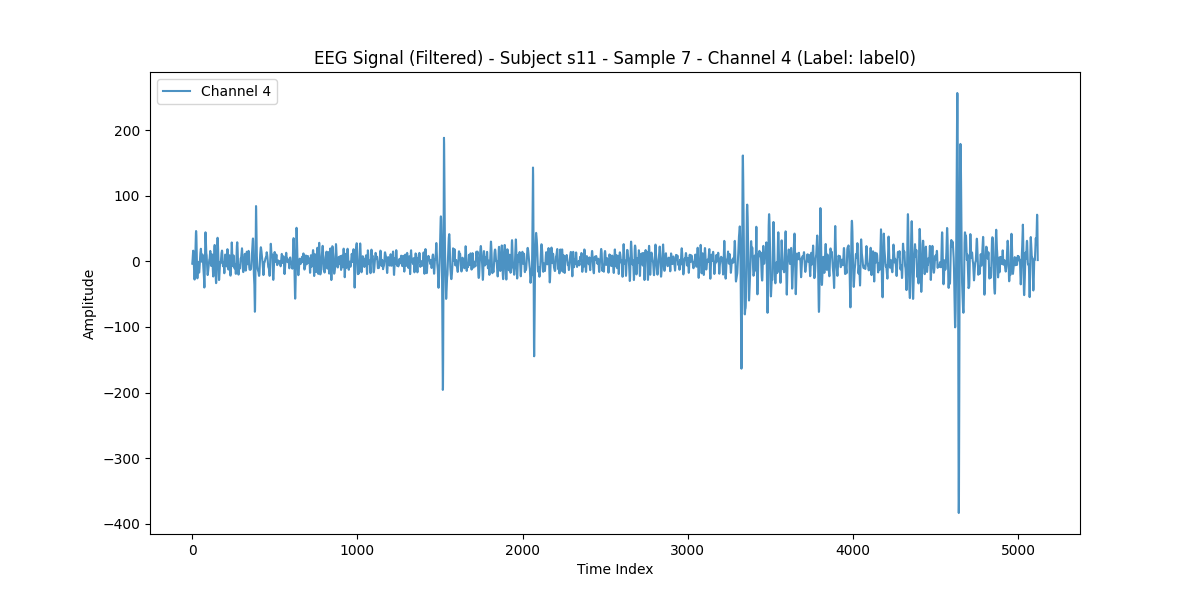 EEG Signal (Filtered) - Subject s11 - Sample 7 - Channel 4 (Label: label0)
Channel 4
200
100
0
−100
−200
−300
−400
Amplitude
0 1000 2000 3000 4000 5000
Time Index